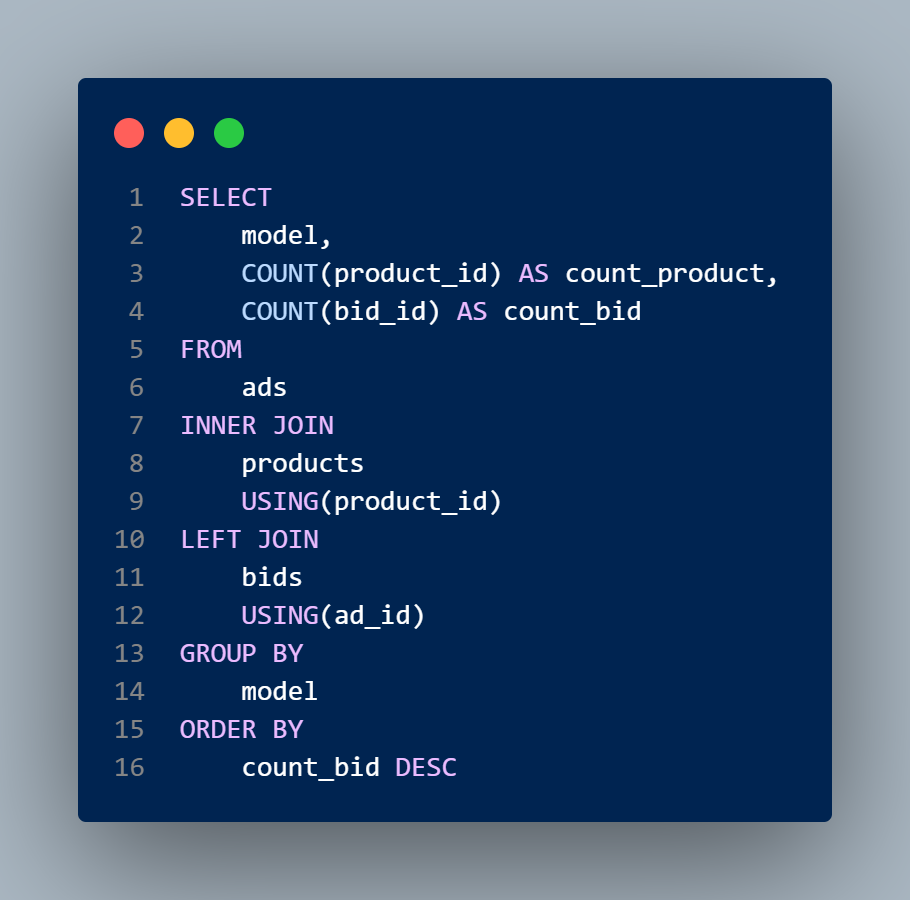 1 SELECT
2     model,
3     COUNT(product_id) AS count_product,
4     COUNT(bid_id) AS count_bid
5 FROM
6     ads
7 INNER JOIN
8     products
9     USING(product_id)
10 LEFT JOIN
11     bids
12     USING(ad_id)
13 GROUP BY
14     model
15 ORDER BY
16     count_bid DESC